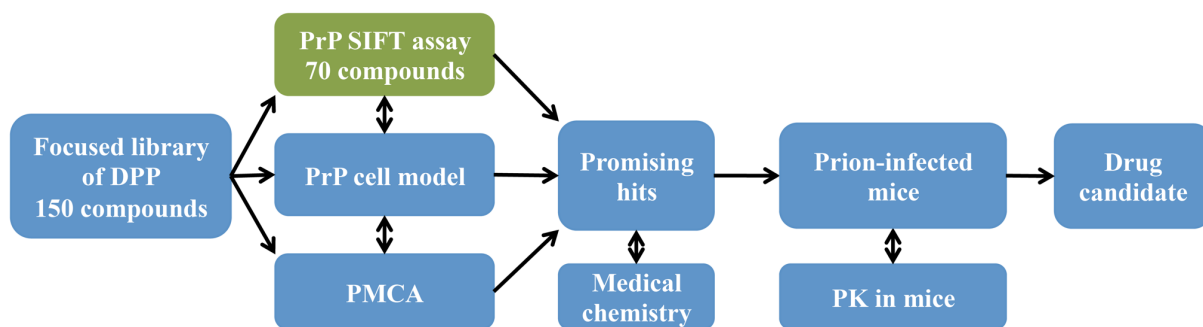 PrP SIFT assay
70 compounds
Focused library
of DPP
150 compounds
PrP cell model
PMCA
Promising
hits
Medical
chemistry
Prion-infected
mice
PK in mice
Drug
candidate